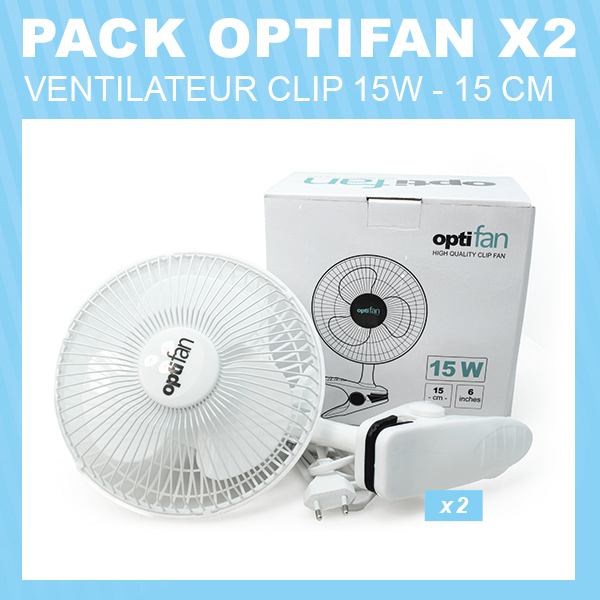 PACK OPTIFAN X2
VENTILATEUR CLIP 15W - 15 CM
optifan
optifan
HIGH QUALITY CLIP FAN
optifan
15 W
15
- cm -
6
inches
optifan
x 2